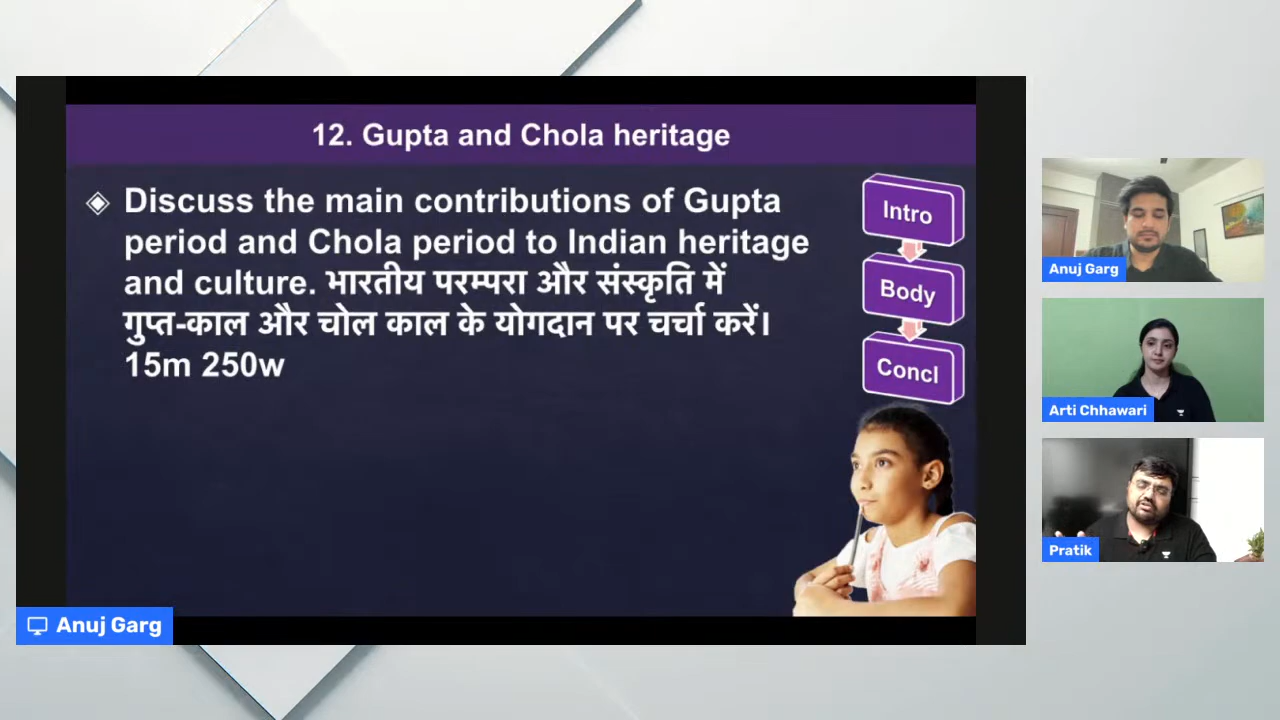 12. Gupta and Chola heritage
Discuss the main contributions of Gupta
period and Chola period to Indian heritage
and culture. भारतीय परम्परा और संस्कृति में
गुप्त-काल और चोल काल के योगदान पर चर्चा करें।
15m 250w
Intro
Body
Concl
Anuj Garg
Anuj Garg
Arti Chhawari
Pratik